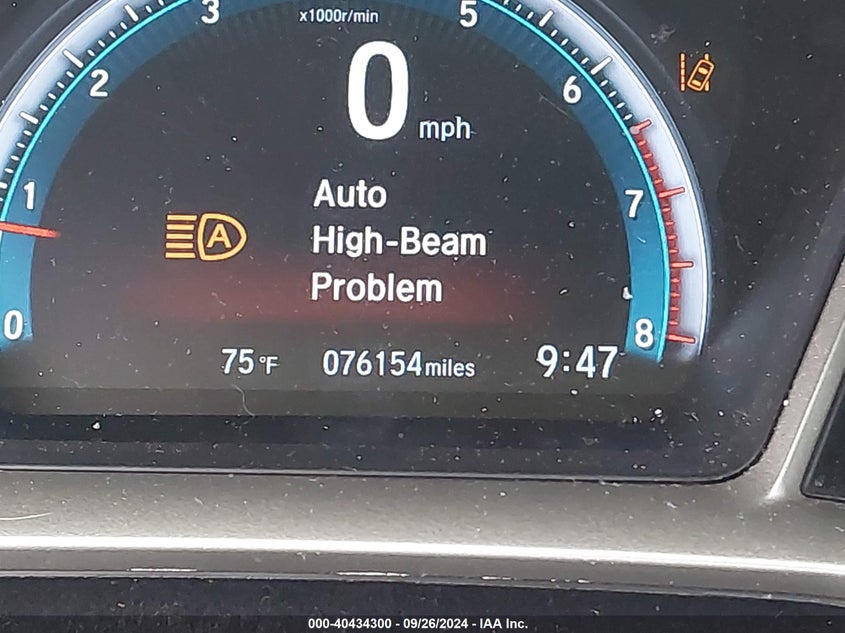 3
x1000r/min
5
2
0 mph
6
1
Auto
7
A
High-Beam
Problem
0
8
75°F 076154miles 9:47
000-40434300 - 09/26/2024 - IAA Inc.